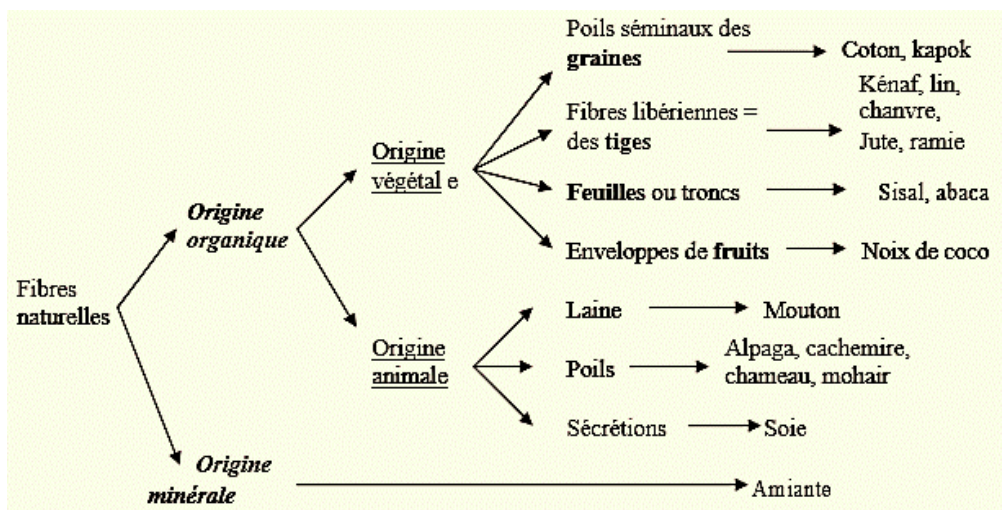 Poils séminaux des
graines
Coton, kapok
Kénaf, lin,
chanvre,
Jute, ramie
Fibres libériennes =
des tiges
Origine
végétal e
Feuilles ou troncs
Sisal, abaca
Origine
organique
Enveloppes de fruits
Noix de coco
Fibres
naturelles
Laine
Mouton
Origine
animale
Poils
Alpaga, cachemire,
chameau, mohair
Sécrétions
Soie
Origine
minérale
Amiante